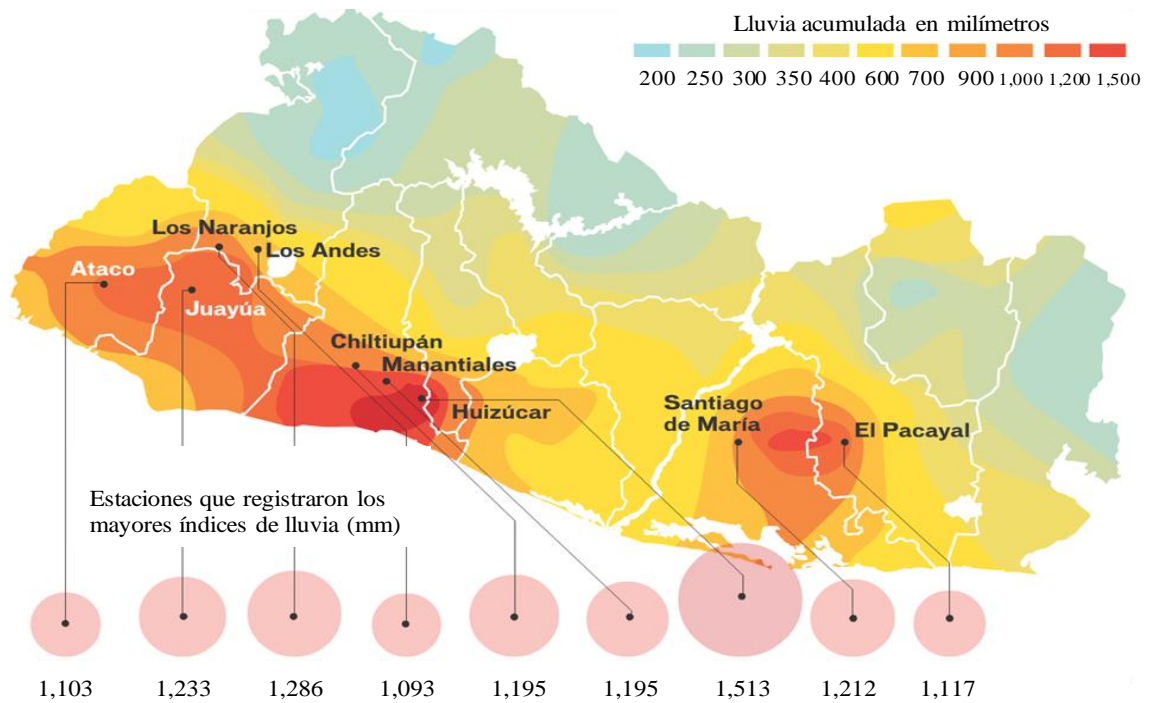 Lluvia acumulada en milímetros
200 250 300 350 400 600 700 900 1,000 1,200 1,500
Los Naranjos
Los Andes
Ataco
Juayúa
Chiltiupán
Manantiales
Huizúcar
Santiago
de María
El Pacayal
Estaciones que registraron los
mayores índices de lluvia (mm)
1,103 1,233 1,286 1,093 1,195 1,195 1,513 1,212 1,117